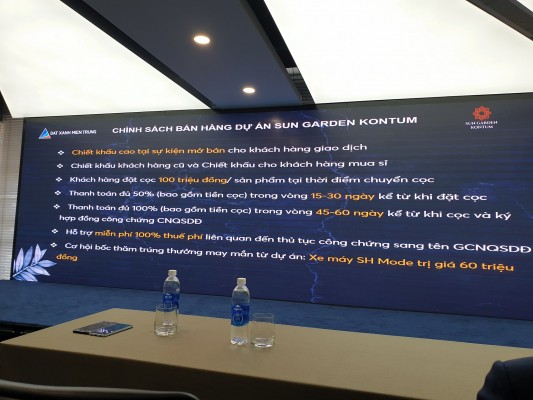 ĐẤT XANH MIỀN TRUNG
CHÍNH SÁCH BÁN HÀNG DỰ ÁN SUN GARDEN KONTUM
SUN GARDEN
KONTUM
Chiết khấu cao tại sự kiện mở bán cho khách hàng giao dịch
Chiết khấu khách hàng cũ và Chiết khấu cho khách hàng mua sỉ
Khách hàng đặt cọc 100 triệu đồng/ sản phẩm tại thời điểm chuyển cọc
Thanh toán đủ 50% (bao gồm tiền cọc) trong vòng 15-30 ngày kể từ khi đặt cọc
Thanh toán đủ 100% (bao gồm tiền cọc) trong vòng 45-60 ngày kể từ khi cọc và ký
hợp đồng công chứng CNQSDĐ
Hỗ trợ miễn phí 100% thuế phí liên quan đến thủ tục công chứng sang tên GCNQSDĐ
Cơ hội bốc thăm trúng thưởng may mắn từ dự án: Xe máy SH Mode trị giá 60 triệu
đồng